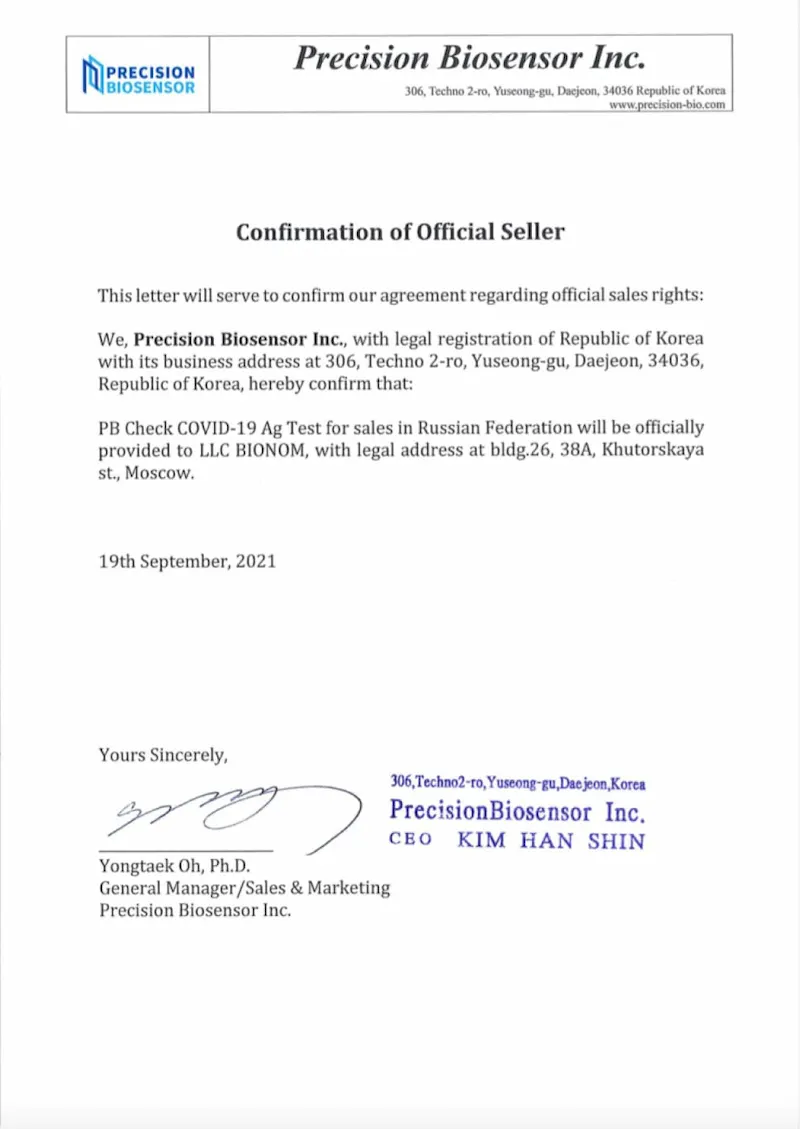 PRECISION
BIOSENSOR
Precision Biosensor Inc.
306, Techno 2-ro, Yuseong-gu, Daejeon, 34036 Republic of Korea
www.precision-bio.com
Confirmation of Official Seller
This letter will serve to confirm our agreement regarding official sales rights:
We, Precision Biosensor Inc., with legal registration of Republic of Korea
with its business address at 306, Techno 2-ro, Yuseong-gu, Daejeon, 34036,
Republic of Korea, hereby confirm that:
PB Check COVID-19 Ag Test for sales in Russian Federation will be officially
provided to LLC BIONOM, with legal address at bldg.26, 38A, Khutorskaya
st., Moscow.
19th September, 2021
Yours Sincerely,
306,Techno2-ro,Yuseong-gu,Daejeon,Korea
PrecisionBiosensor Inc.
CEO KIM HAN SHIN
Yongtaek Oh, Ph.D.
General Manager/Sales & Marketing
Precision Biosensor Inc.